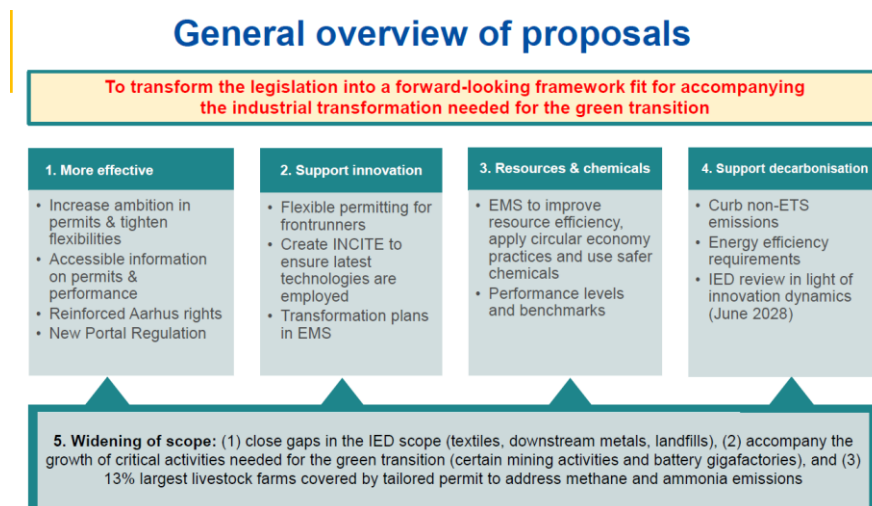 General overview of proposals
To transform the legislation into a forward-looking framework fit for accompanying
the industrial transformation needed for the green transition
1. More effective
• Increase ambition in
permits & tighten
flexibilities
• Accessible information
on permits &
performance
• Reinforced Aarhus rights
• New Portal Regulation
2. Support innovation
• Flexible permitting for
frontrunners
• Create INCITE to
ensure latest
technologies are
employed
• Transformation plans
in EMS
3. Resources & chemicals
• EMS to improve
resource efficiency,
apply circular economy
practices and use safer
chemicals
• Performance levels
and benchmarks
4. Support decarbonisation
• Curb non-ETS
emissions
• Energy efficiency
requirements
• IED review in light of
innovation dynamics
(June 2028)
5. Widening of scope: (1) close gaps in the IED scope (textiles, downstream metals, landfills), (2) accompany the
growth of critical activities needed for the green transition (certain mining activities and battery gigafactories), and (3)
13% largest livestock farms covered by tailored permit to address methane and ammonia emissions